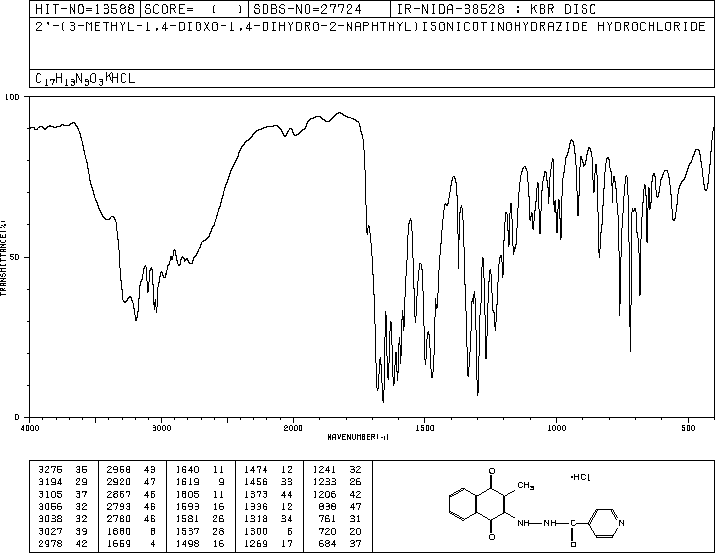 HIT-NO=13588 SCORE= ( ) SDBS-NO=27724 IR-NIDA-38528 : KBR DISC
2'-(3-METHYL-1,4-DIOXO-1,4-DIHYDRO-2-NAPHTHYL)ISONICOTINOHYDRAZIDE HYDROCHLORIDE
C17H13N3O3·HCL
100
TRANSMITTANCE(%)
50
0
4000 3000 2000 1500 1000 500
WAVENUMBER(-1)
3276 35 2958 43 1640 11 1474 12 1241 32
3194 29 2920 47 1619 9 1456 33 1233 26
3105 37 2867 46 1605 11 1373 44 1206 42
3056 32 2793 46 1593 16 1336 12 838 47
3038 32 2760 46 1581 26 1318 34 761 31
3027 39 1680 8 1537 28 1300 6 720 20
2978 42 1659 4 1498 16 1269 17 684 37
O
CH3
·HCl
NH NH C
N
O
O